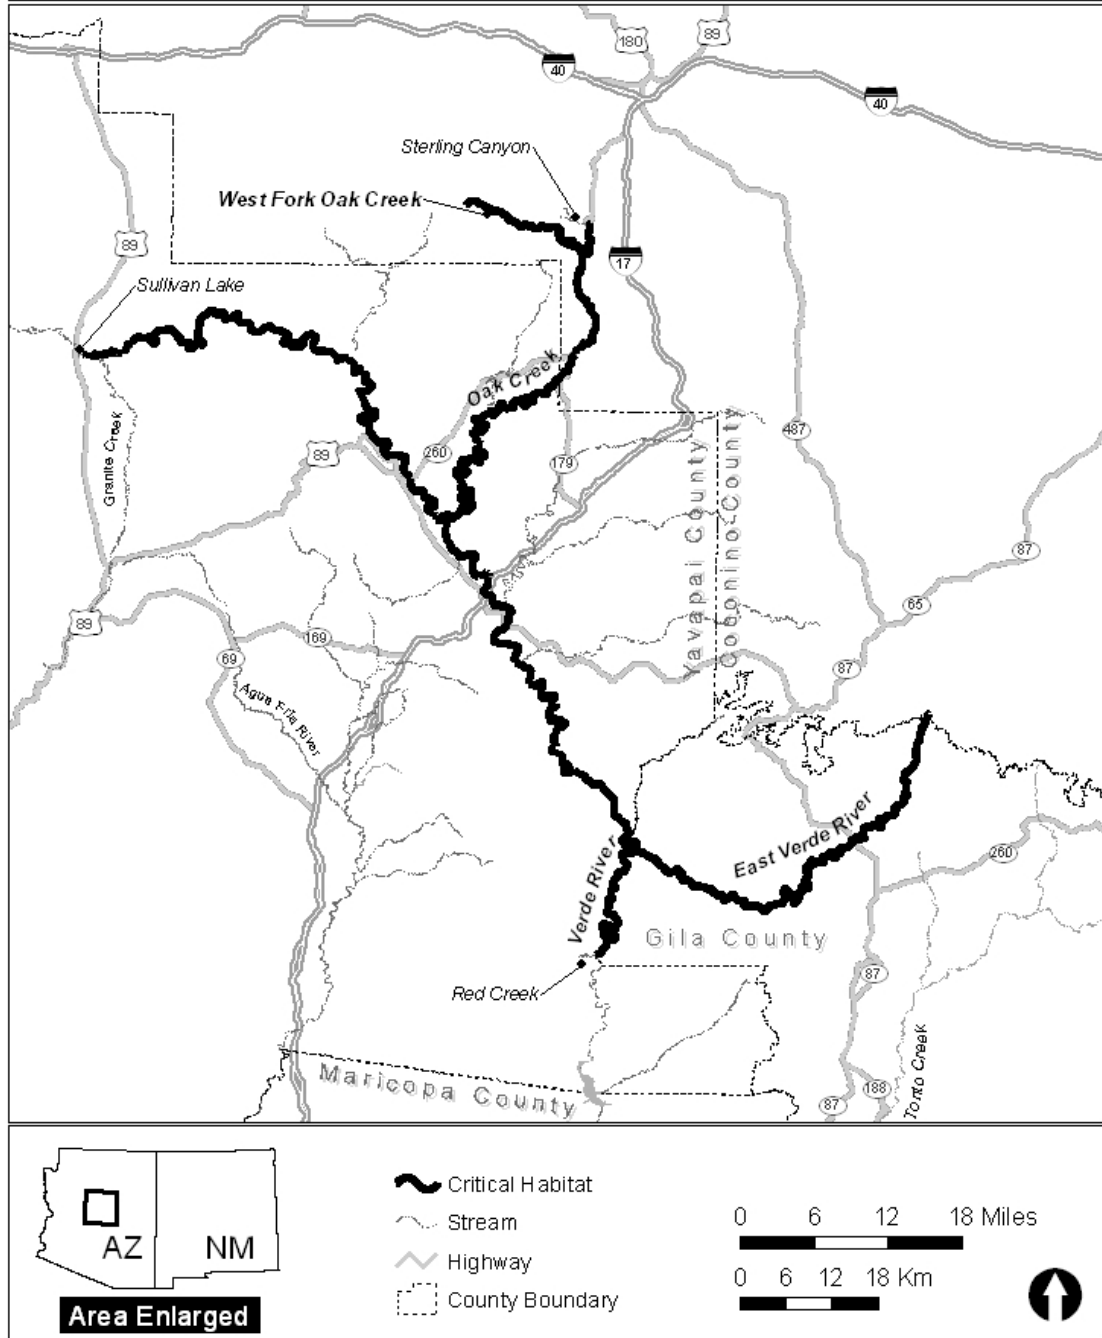 180
89
40
40
Sterling Canyon
West Fork Oak Creek
89
17
Sullivan Lake
Oak Creek
Granite Creek
89
260
179
487
Yavapai County
Coconino County
87
65
89
169
69
87
Agua Fria River
East Verde River
260
Verde River
Gila County
87
Red Creek
Maricopa County
188
87
Tonto Creek
Critical Habitat
Stream
Highway
County Boundary
AZ
NM
Area Enlarged
0 6 12 18 Miles
0 6 12 18 Km